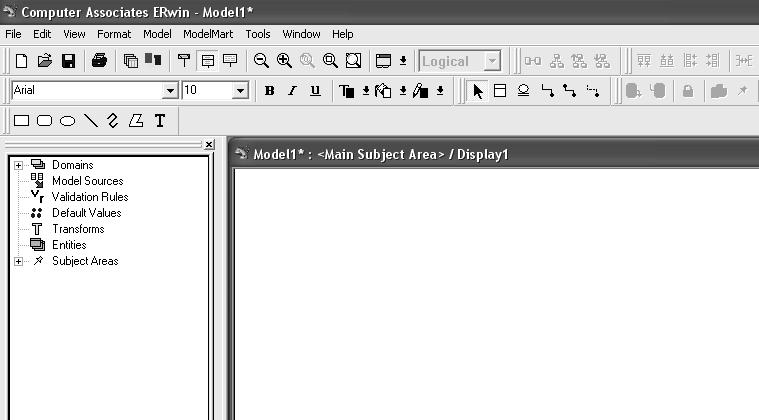 Computer Associates ERwin - Model1*
File Edit View Format Model ModelMart Tools Window Help
Logical
Arial 10 B I U
T
Model1* : <Main Subject Area> / Display1
Domains
Model Sources
Validation Rules
Default Values
Transforms
Entities
Subject Areas